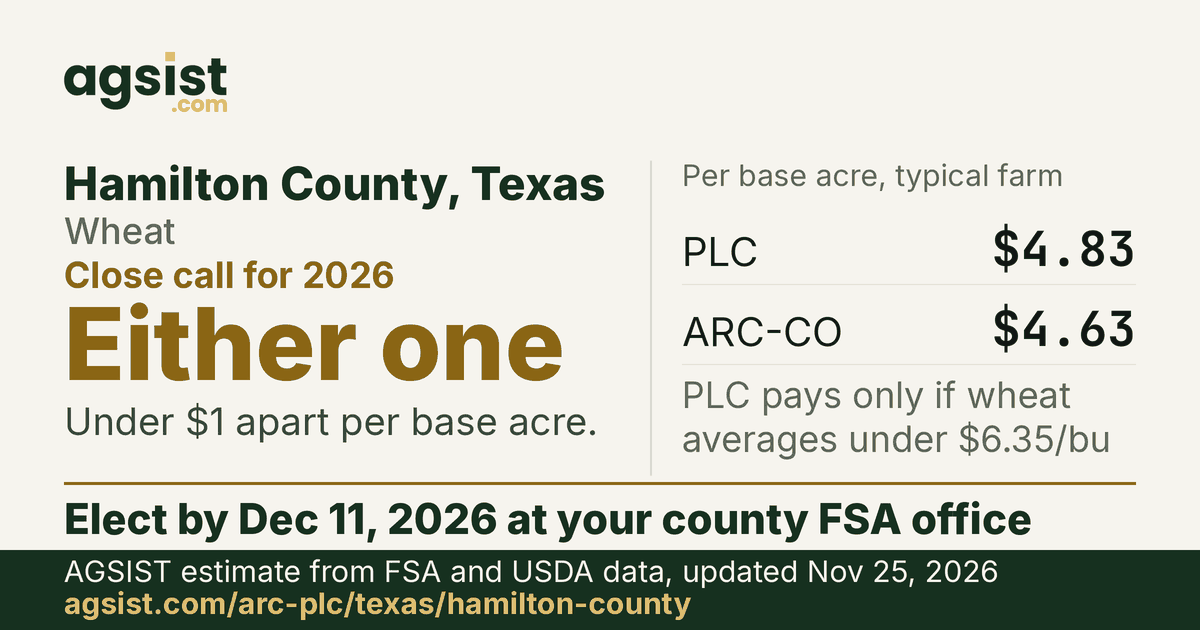 agsist
.com
Hamilton County, Texas
Wheat
Close call for 2026
Either one
Under $1 apart per base acre.
Per base acre, typical farm
PLC $4.83
ARC-CO $4.63
PLC pays only if wheat
averages under $6.35/bu
Elect by Dec 11, 2026 at your county FSA office
AGSIST estimate from FSA and USDA data, updated Nov 25, 2026
agsist.com/arc-plc/texas/hamilton-county